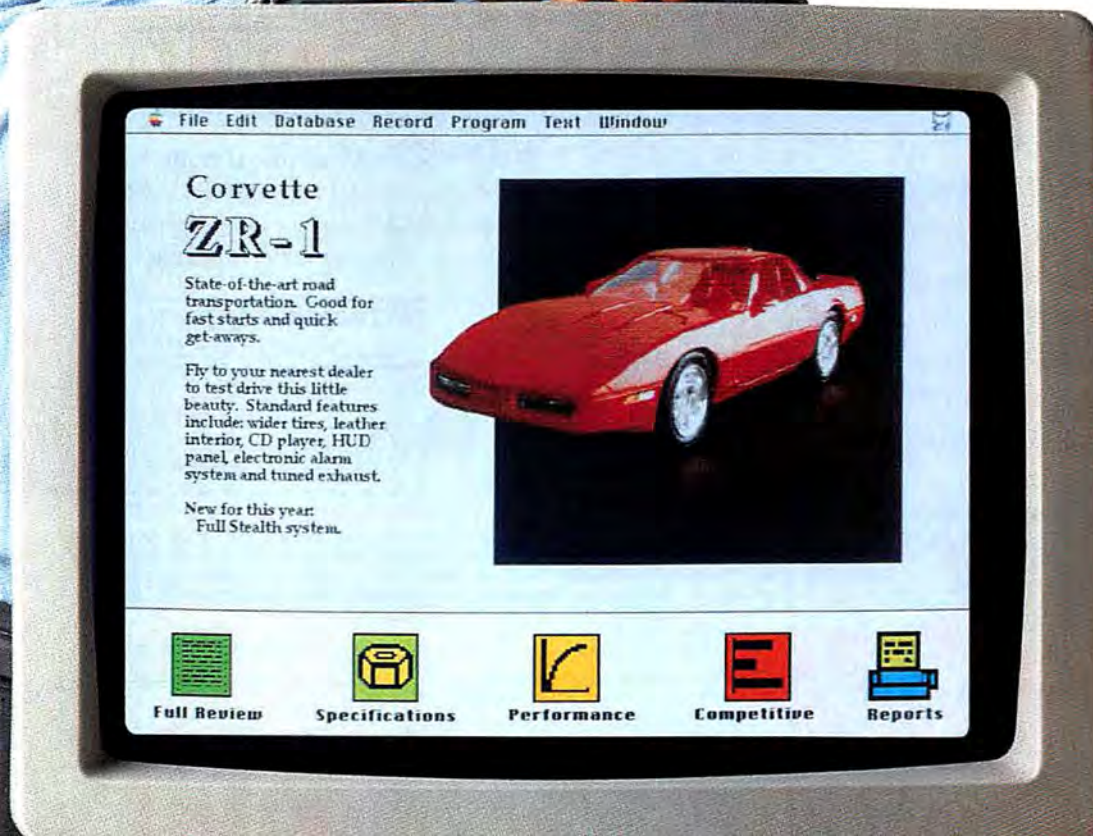 File Edit Database Record Program Text Window
Corvette
ZR-1
State-of-the-art road
transportation. Good for
fast starts and quick
get-aways.
Fly to your nearest dealer
to test drive this little
beauty. Standard features
include: wider tires, leather
interior, CD player, HUD
panel, electronic alarm
system and tuned exhaust.
New for this year:
Full Stealth system.
Full Review Specifications Performance Competitive Reports